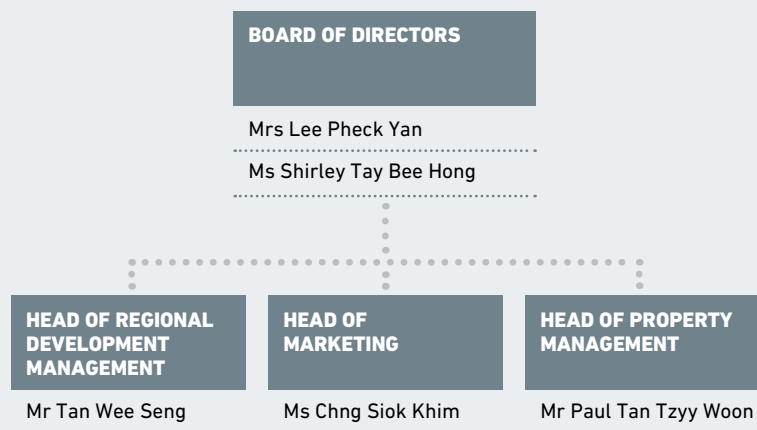 BOARD OF DIRECTORS
Mrs Lee Pheck Yan
Ms Shirley Tay Bee Hong
HEAD OF REGIONAL
DEVELOPMENT
MANAGEMENT
Mr Tan Wee Seng
HEAD OF
MARKETING
Ms Chng Siok Khim
HEAD OF PROPERTY
MANAGEMENT
Mr Paul Tan Tzyy Woon